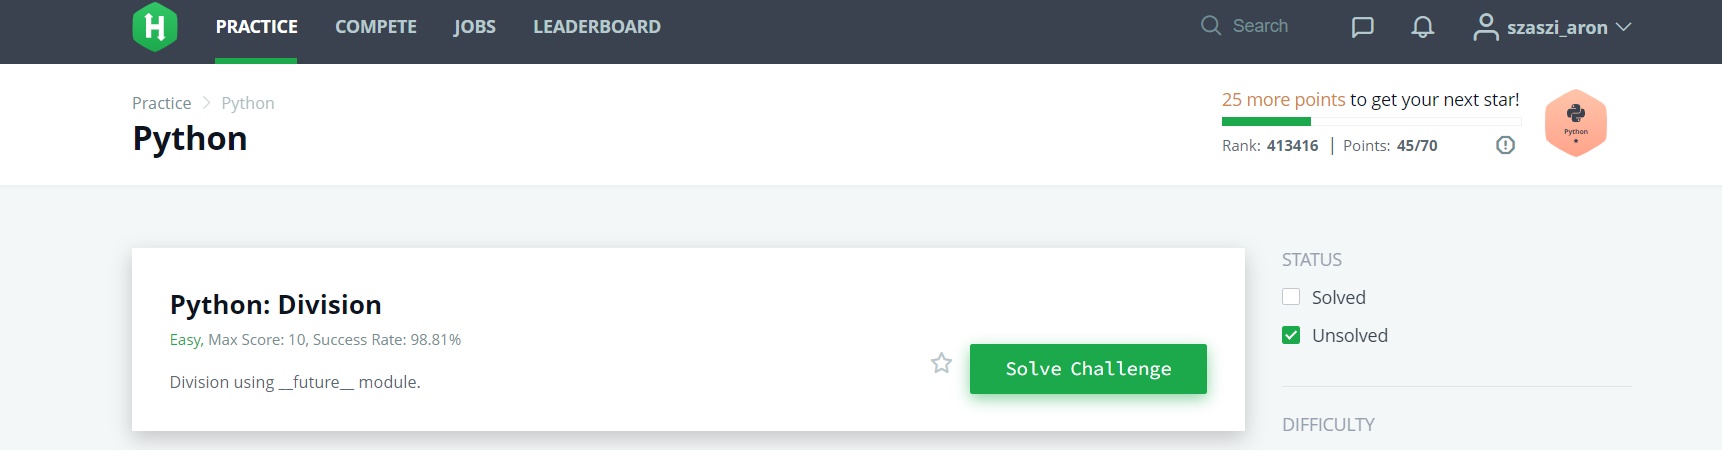 H PRACTICE COMPETE JOBS LEADERBOARD Search szaszi_aron
Practice > Python
Python
25 more points to get your next star!
Rank: 413416 | Points: 45/70
Python
Python: Division
Easy, Max Score: 10, Success Rate: 98.81%
Division using __future__ module.
Solve Challenge
STATUS
Solved
Unsolved
DIFFICULTY